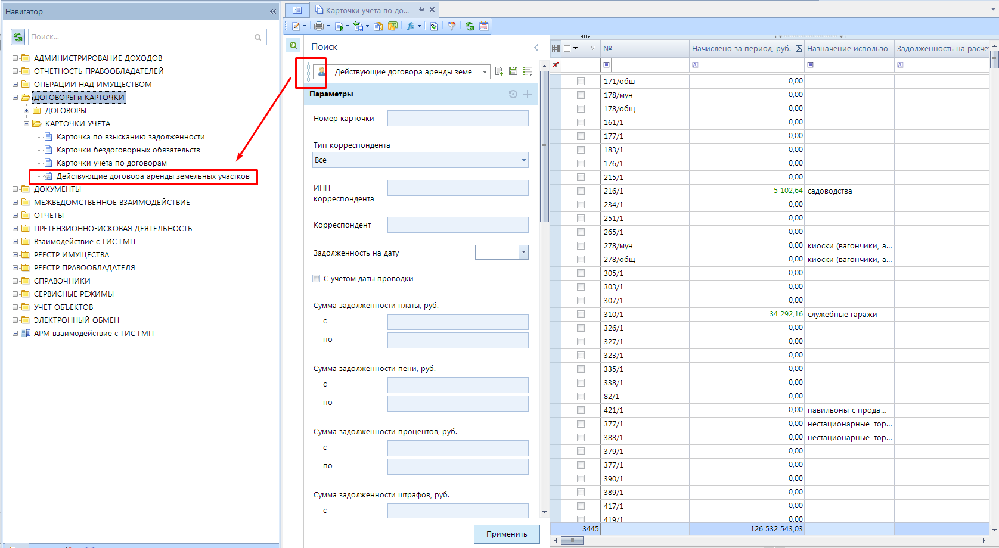 Навигатор
Поиск...
АДМИНИСТРИРОВАНИЕ ДОХОДОВ
ОТЧЕТНОСТЬ ПРАВООБЛАДАТЕЛЕЙ
ОПЕРАЦИИ НАД ИМУЩЕСТВОМ
ДОГОВОРЫ и КАРТОЧКИ
ДОГОВОРЫ
КАРТОЧКИ УЧЕТА
Карточка по взысканию задолженности
Карточки бездоговорных обязательств
Карточки учета по договорам
Действующие договора аренды земельных участков
ДОКУМЕНТЫ
МЕЖВЕДОМСТВЕННОЕ ВЗАИМОДЕЙСТВИЕ
ОТЧЕТЫ
ПРЕТЕНЗИОННО-ИСКОВАЯ ДЕЯТЕЛЬНОСТЬ
Взаимодействие с ГИС ГМП
РЕЕСТР ИМУЩЕСТВА
РЕЕСТР ПРАВООБЛАДАТЕЛЯ
СПРАВОЧНИКИ
СЕРВИСНЫЕ РЕЖИМЫ
УЧЕТ ОБЪЕКТОВ
ЭЛЕКТРОННЫЙ ОБМЕН
АРМ взаимодействие с ГИС ГМП
Карточки учета по до...
Поиск
Действующие договора аренды земе
Параметры
Номер карточки
Тип корреспондента
Все
ИНН
корреспондента
Корреспондент
Задолженность на дату
С учетом даты проводки
Сумма задолженности платы, руб.
с
по
Сумма задолженности пени, руб.
с
по
Сумма задолженности процентов, руб.
с
по
Сумма задолженности штрафов, руб.
с
Применить
№ Начислено за период, руб. Σ Назначение использо Задолженность на расчет
171/общ 0,00
178/мун 0,00
178/общ 0,00
161/1 0,00
177/1 0,00
183/1 0,00
176/1 0,00
215/1 0,00
216/1 5 102,64 садоводства
234/1 0,00
251/1 0,00
265/1 0,00
278/мун 0,00 киоски (вагончики, а...
278/общ 0,00 киоски (вагончики, а...
305/1 0,00
303/1 0,00
307/1 0,00
310/1 34 292,16 служебные гаражи
326/1 0,00
327/1 0,00
323/1 0,00
335/1 0,00
338/1 0,00
82/1 0,00
421/1 0,00 павильоны с прода...
377/1 0,00 нестационарные тор...
388/1 0,00 нестационарные тор...
379/1 0,00
377/1 0,00
390/1 0,00
389/1 0,00
417/1 0,00
419/1 0,00
3445 126 532 543,03